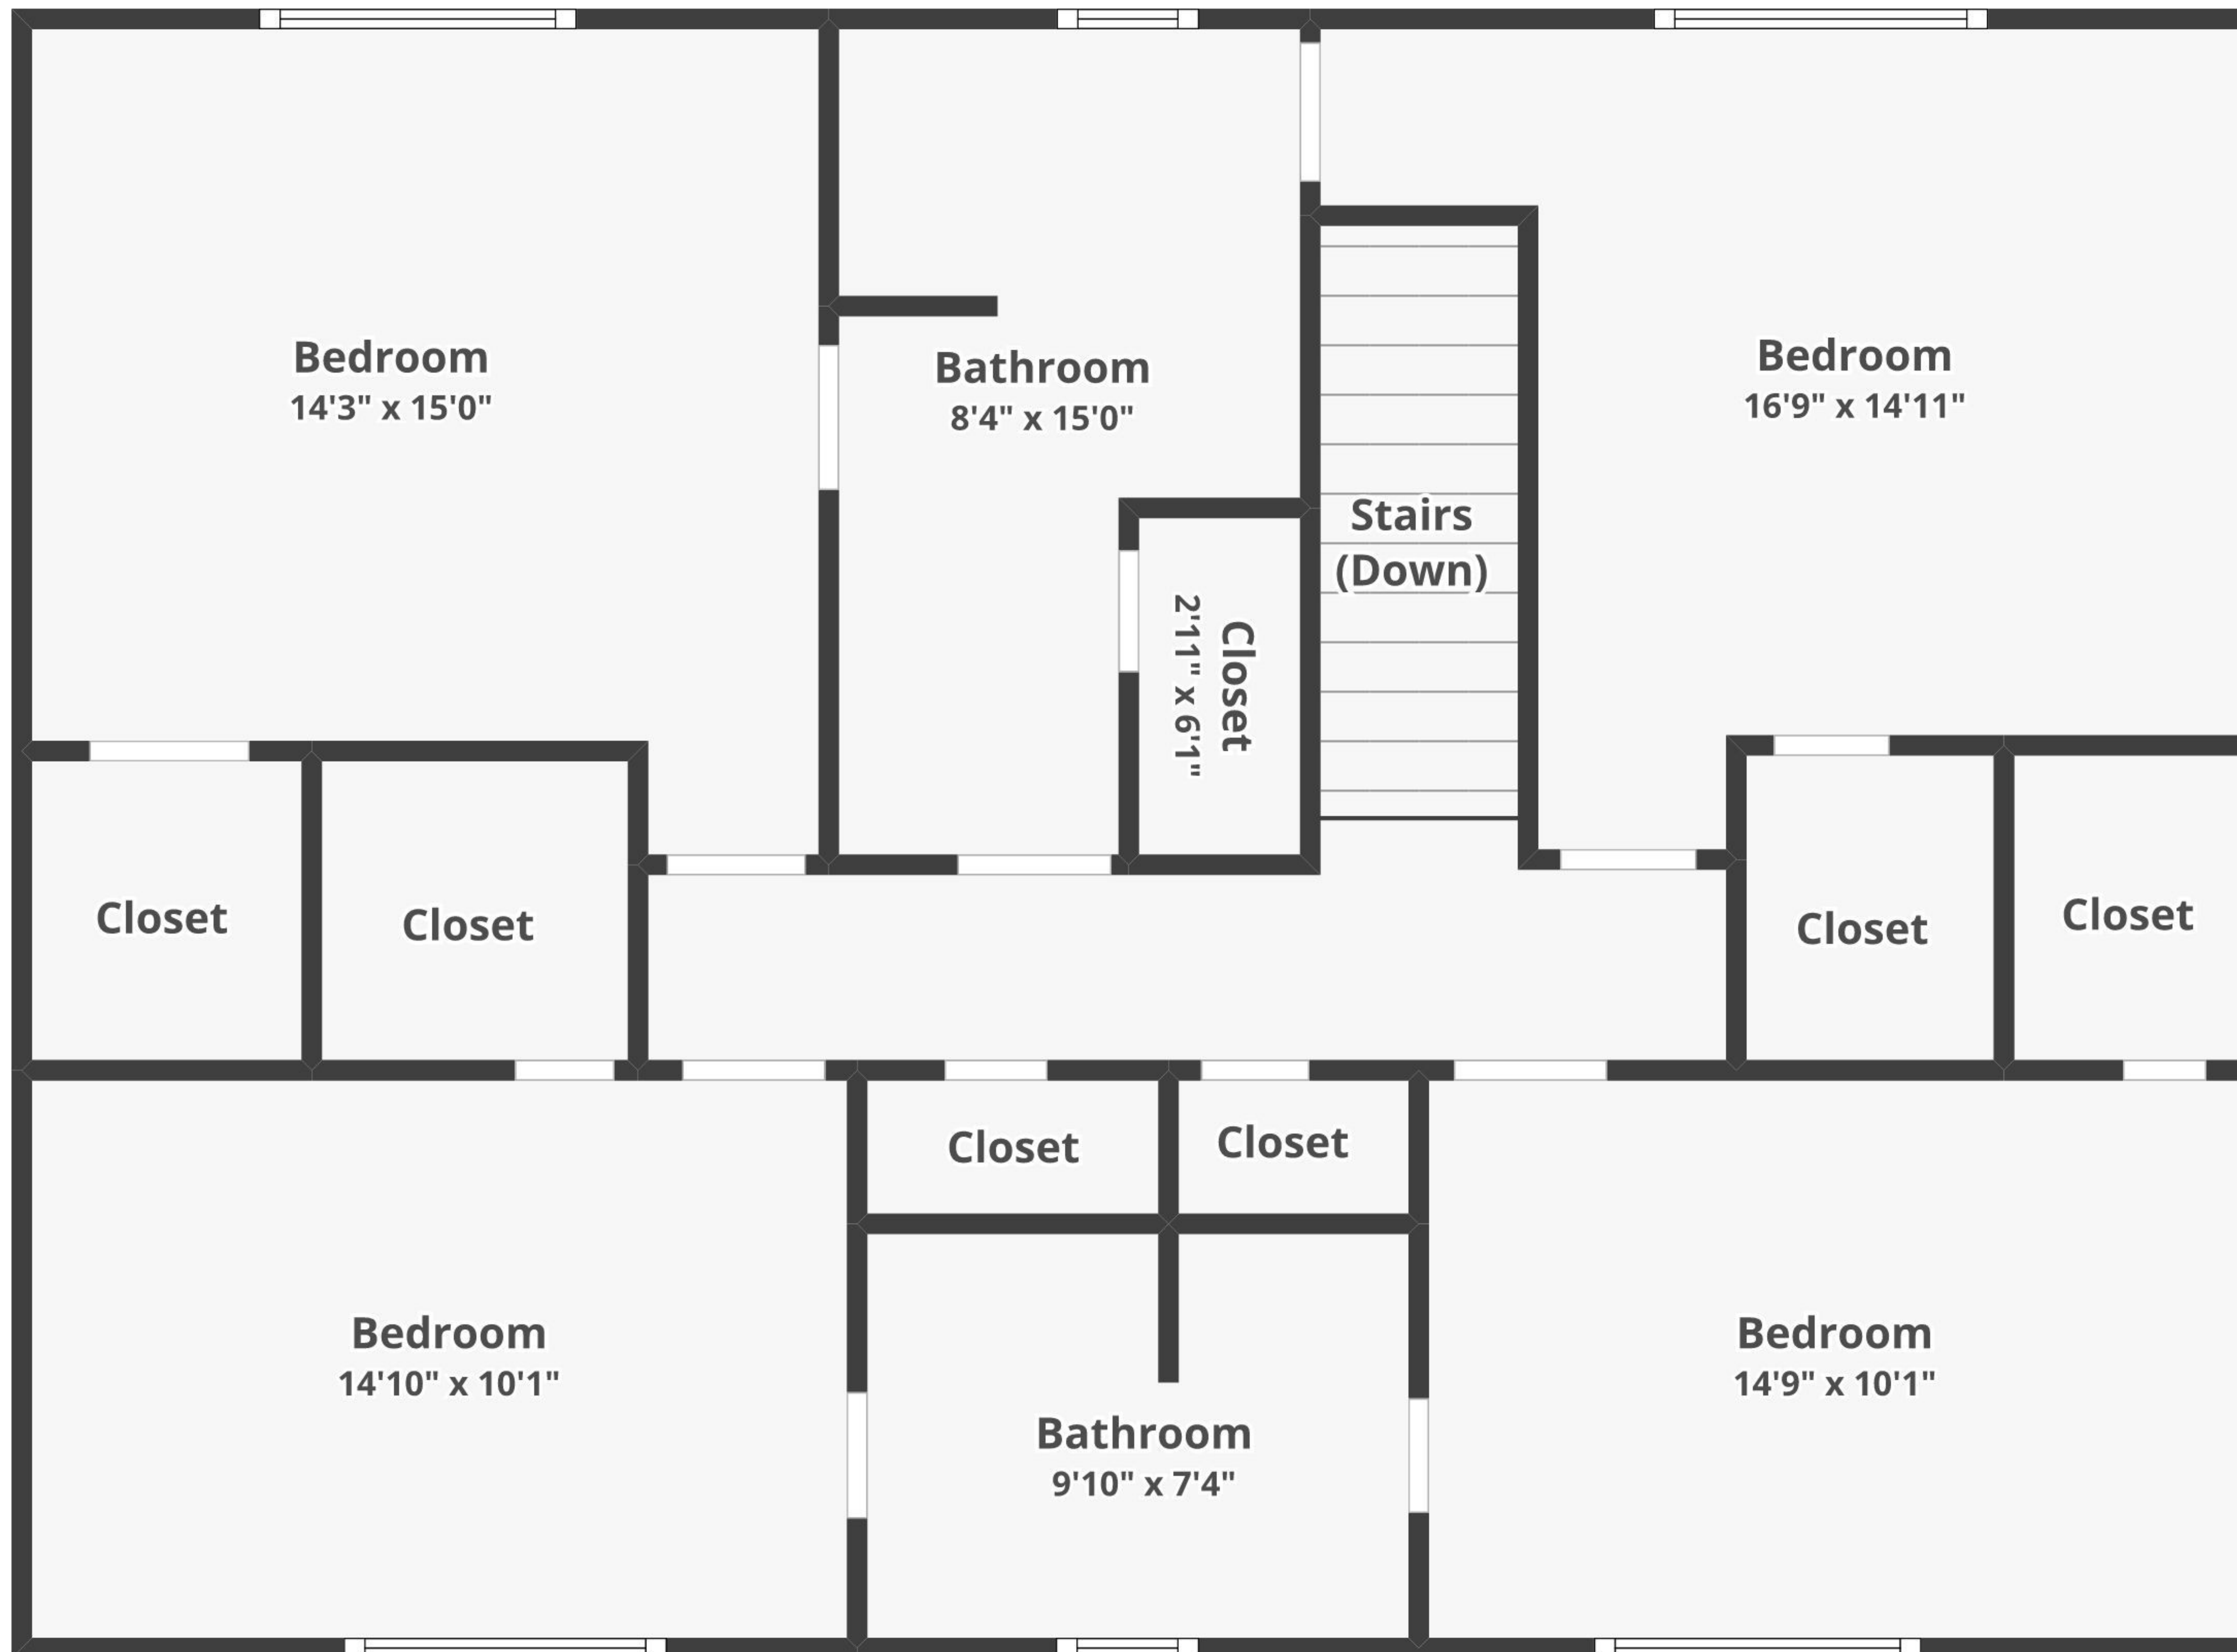 Bedroom
14'3" x 15'0"
Bathroom
8'4" x 15'0"
Bedroom
16'9" x 14'11"
Stairs
(Down)
Closet
2'11" x 6'1"
Closet
Closet
Closet
Closet
Closet
Closet
Bedroom
14'10" x 10'1"
Bathroom
9'10" x 7'4"
Bedroom
14'9" x 10'1"